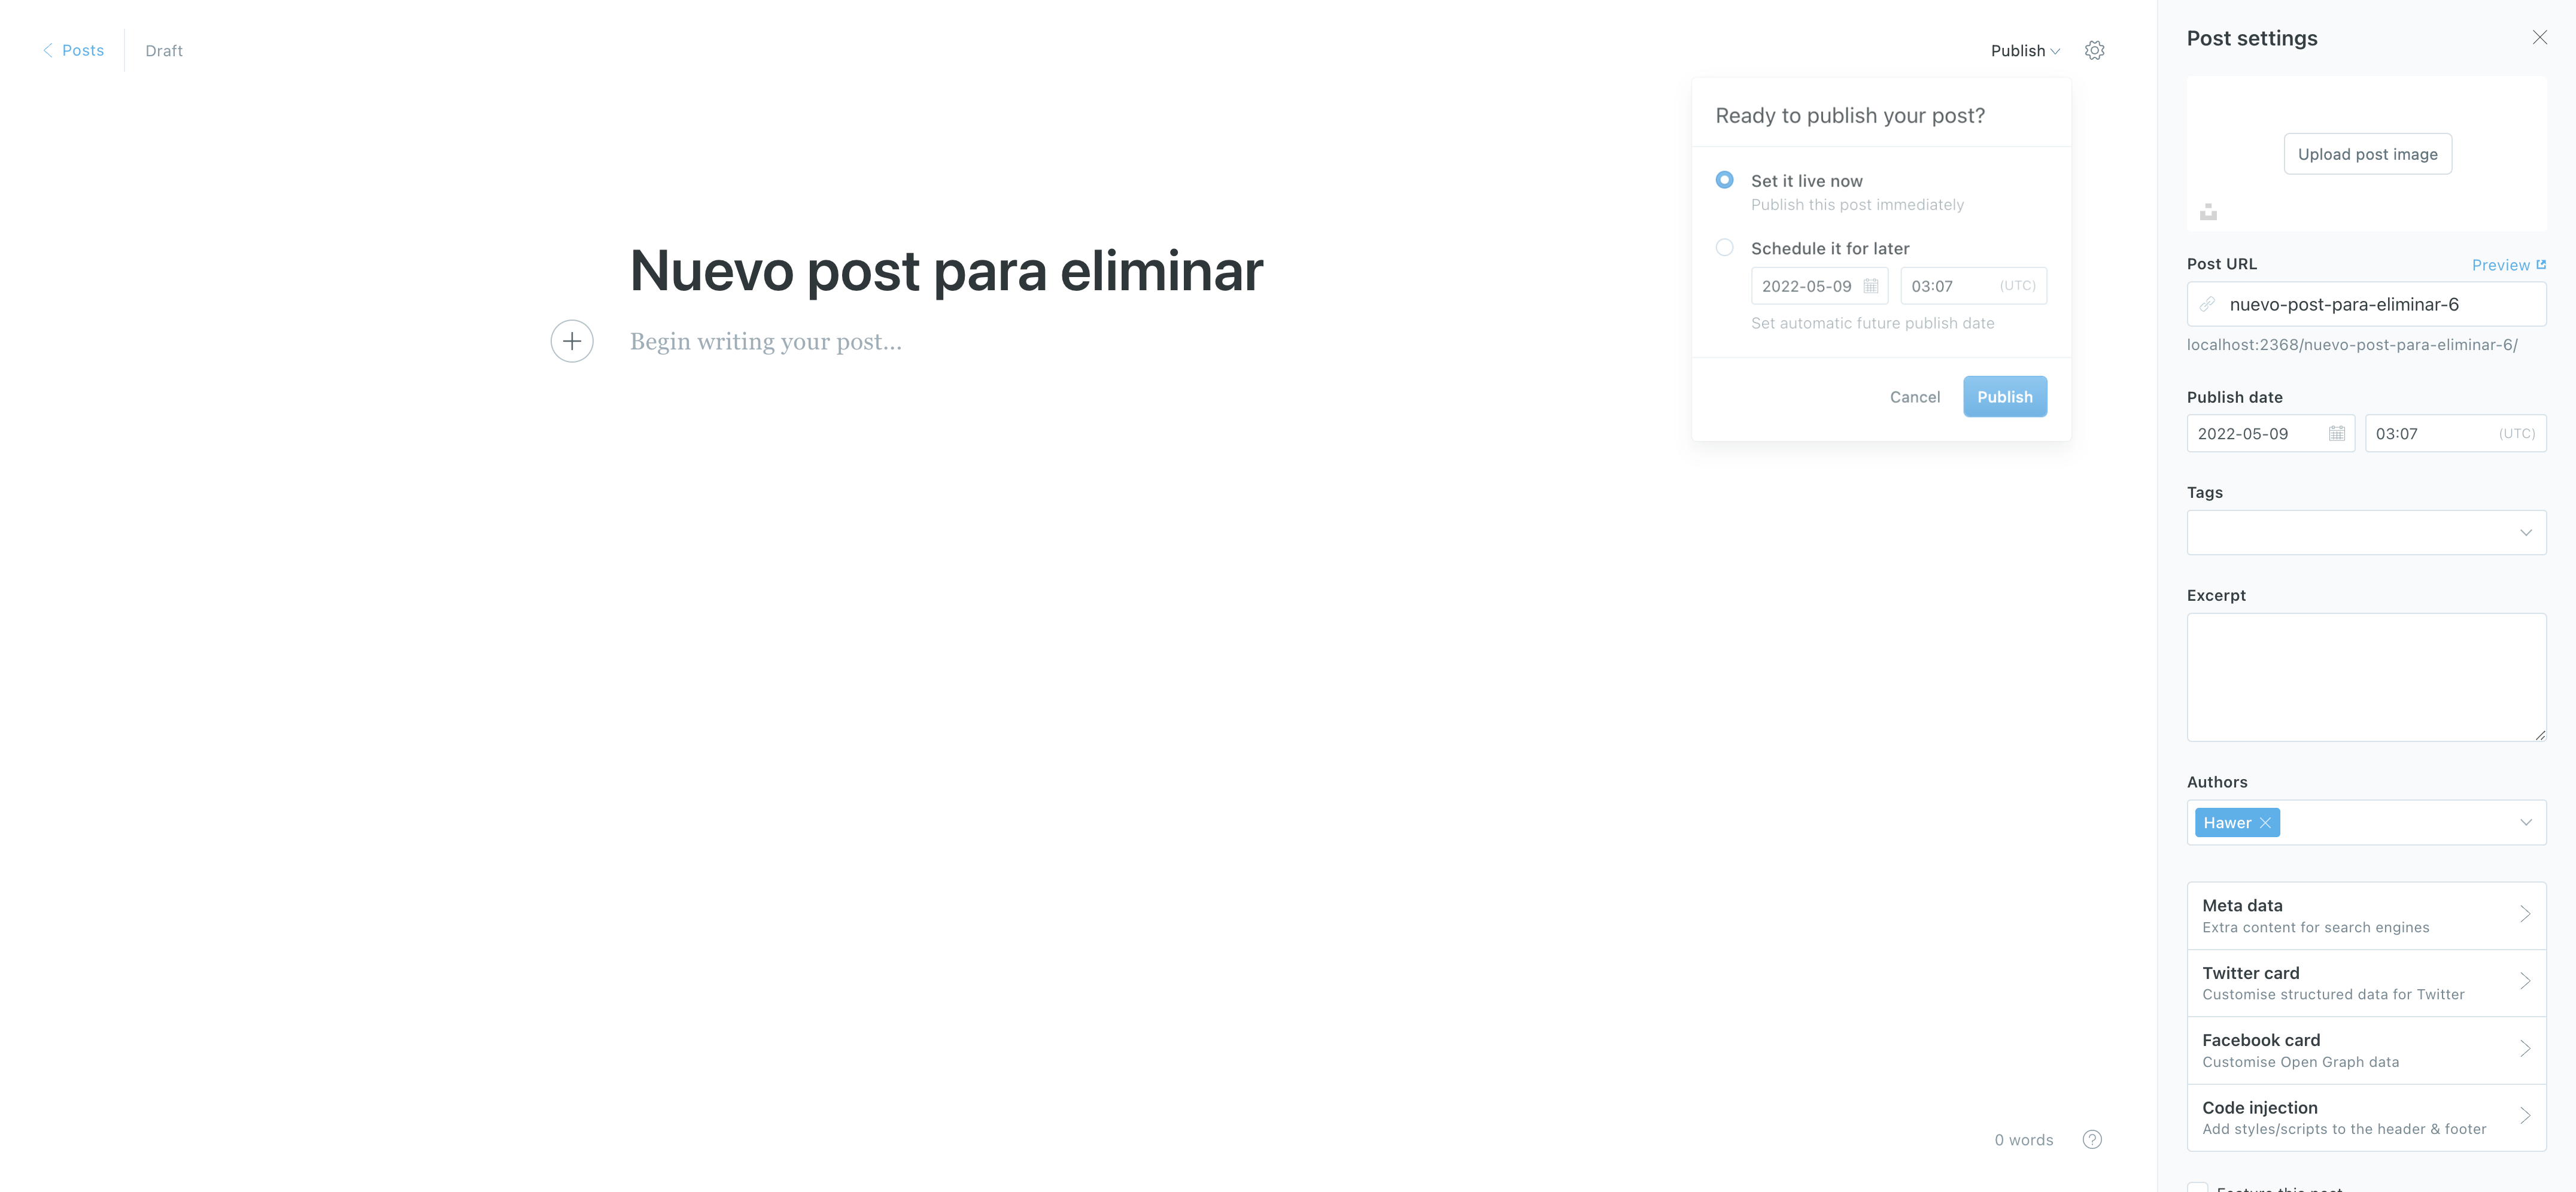 Posts
Draft
Publish
Ready to publish your post?
Set it live now
Publish this post immediately
Schedule it for later
2022-05-09
03:07
(UTC)
Set automatic future publish date
Cancel
Publish
Nuevo post para eliminar
Begin writing your post...
0 words
?
Post settings
Upload post image
Post URL
Preview
nuevo-post-para-eliminar-6
localhost:2368/nuevo-post-para-eliminar-6/
Publish date
2022-05-09
03:07
(UTC)
Tags
Excerpt
Authors
Hawer
Meta data
Extra content for search engines
Twitter card
Customise structured data for Twitter
Facebook card
Customise Open Graph data
Code injection
Add styles/scripts to the header & footer
Feature this post